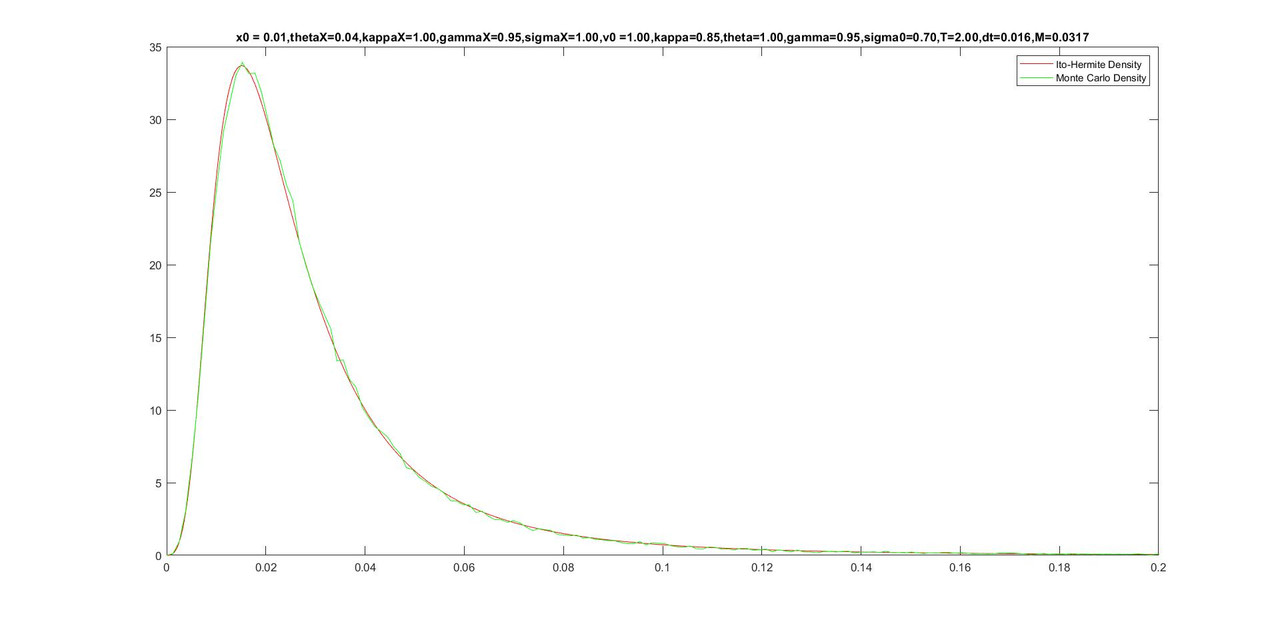 x0 = 0.01,thetaX=0.04,kappaX=1.00,gammaX=0.95,sigmaX=1.00,v0 =1.00,kappa=0.85,theta=1.00,gamma=0.95,sigma0=0.70,T=2.00,dt=0.016,M=0.0317
Ito-Hermite Density
Monte Carlo Density
35
30
25
20
15
10
5
0
0 0.02 0.04 0.06 0.08 0.1 0.12 0.14 0.16 0.18 0.2